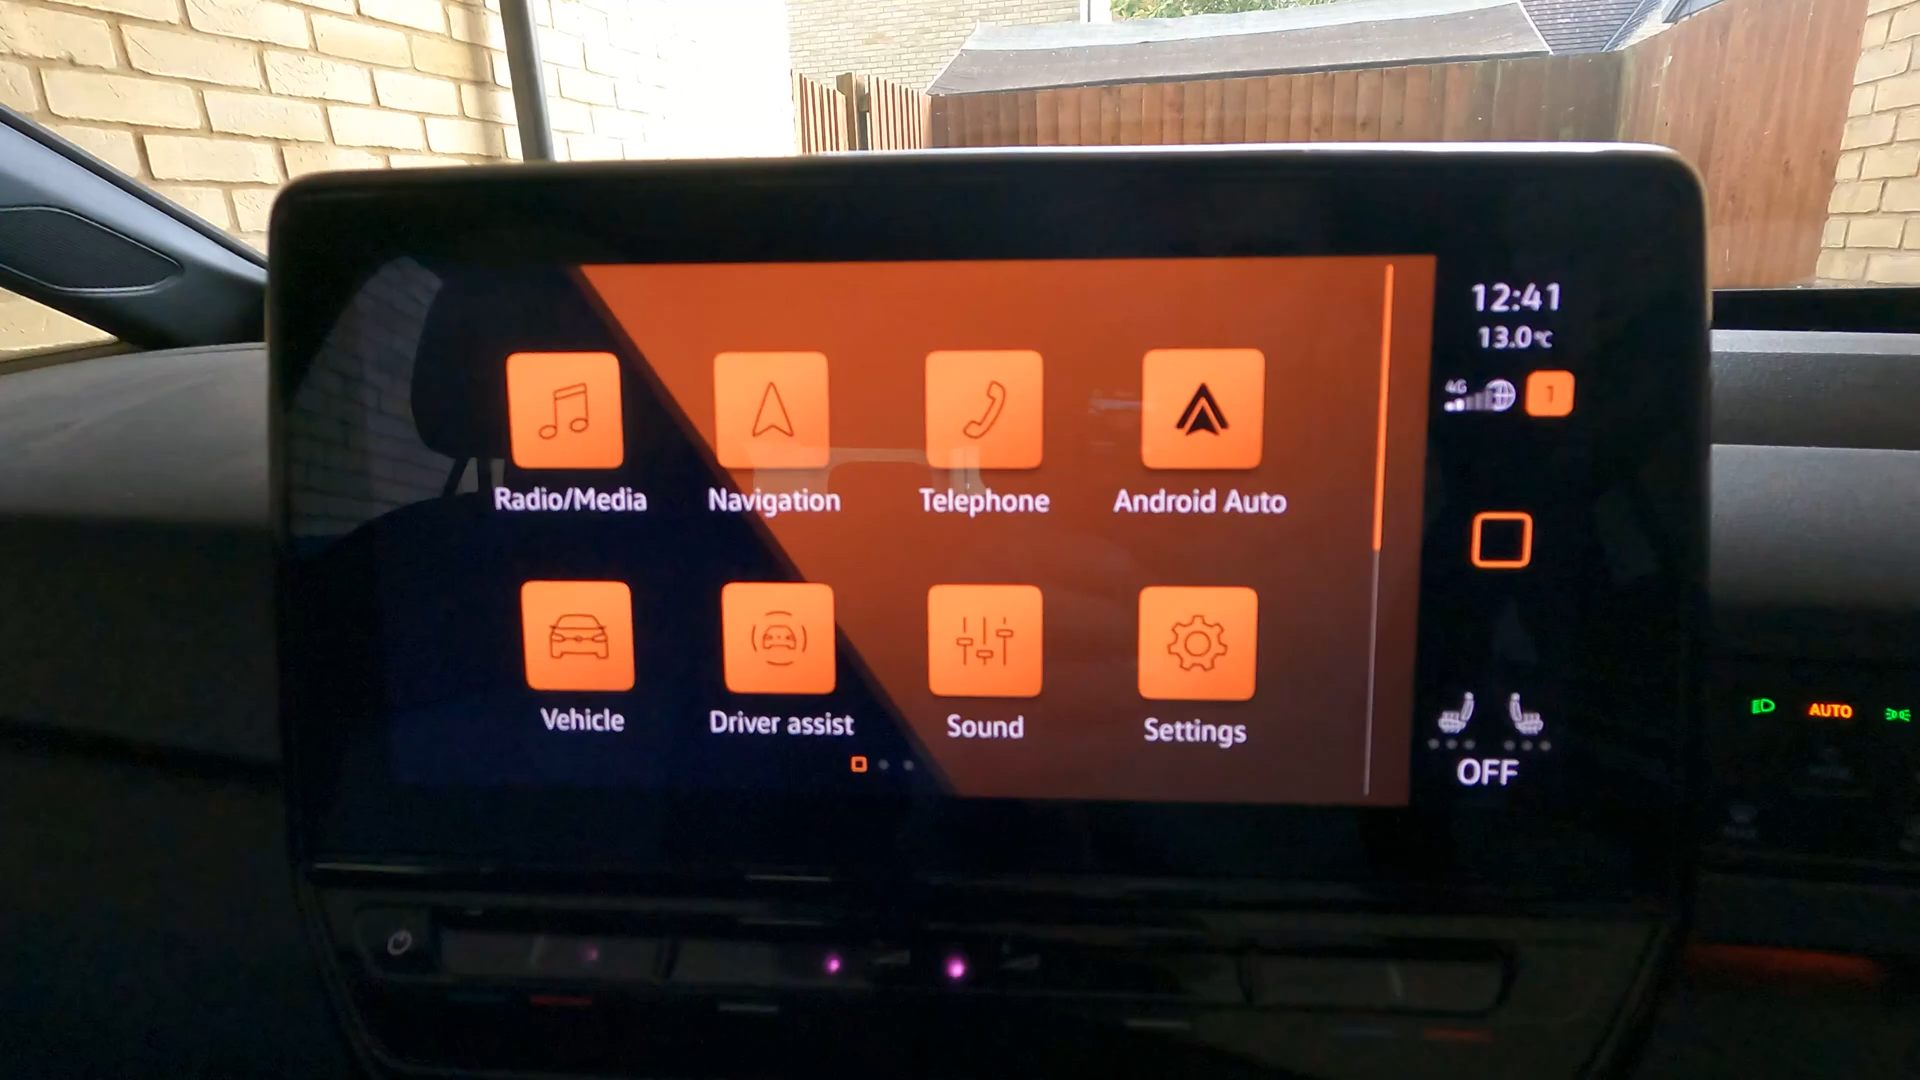 12:41
13.0°C
4G
1
Radio/Media
Navigation
Telephone
Android Auto
Vehicle
Driver assist
Sound
Settings
OFF
AUTO